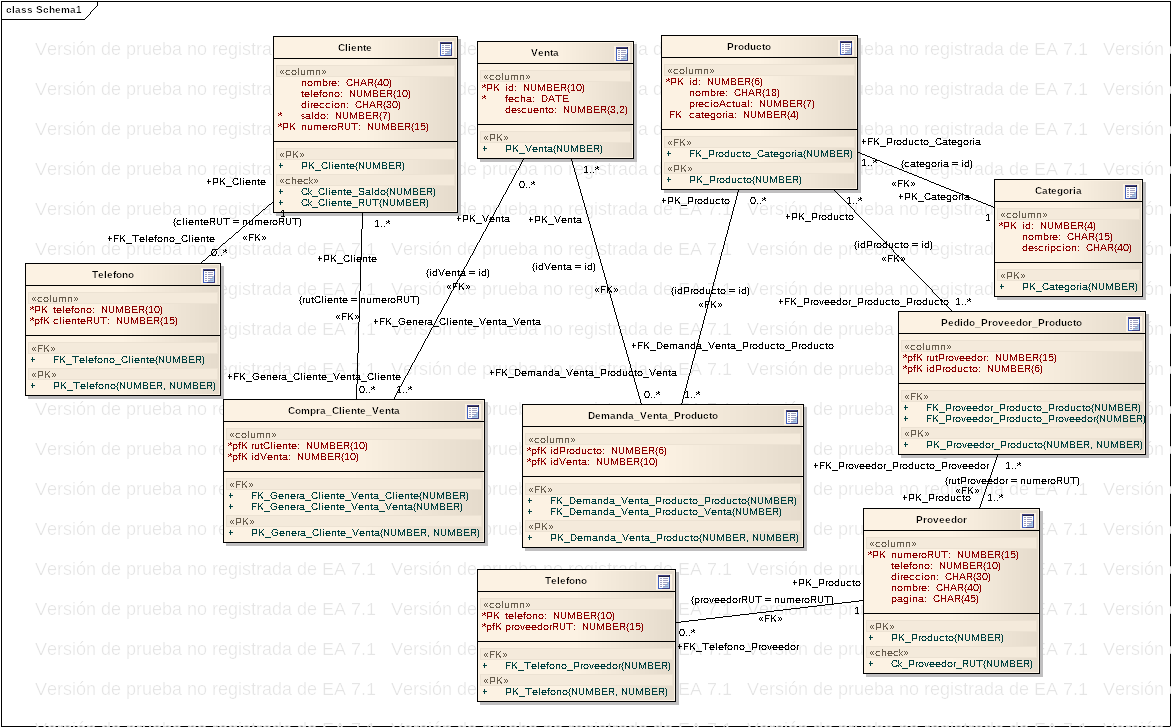 class Schema1
Versión de prueba no registrada de EA 7.1
Cliente
«column»
nombre: CHAR(40)
telefono: NUMBER(10)
direccion: CHAR(30)
* saldo: NUMBER(7)
*PK numeroRUT: NUMBER(15)
«PK»
+ PK_Cliente(NUMBER)
«check»
+ Ck_Cliente_Saldo(NUMBER)
+ Ck_Cliente_RUT(NUMBER)
Venta
«column»
*PK id: NUMBER(10)
* fecha: DATE
descuento: NUMBER(3,2)
«PK»
+ PK_Venta(NUMBER)
Producto
«column»
*PK id: NUMBER(6)
nombre: CHAR(18)
precioActual: NUMBER(7)
FK categoria: NUMBER(4)
«FK»
+ FK_Producto_Categoria(NUMBER)
«PK»
+ PK_Producto(NUMBER)
+FK_Producto_Categoria
1..*
{categoria = id}
«FK»
+PK_Categoria
1
Categoria
«column»
*PK id: NUMBER(4)
nombre: CHAR(15)
descripcion: CHAR(40)
«PK»
+ PK_Categoria(NUMBER)
+PK_Cliente
1
{clienteRUT = numeroRUT}
+FK_Telefono_Cliente
«FK»
0..*
Telefono
«column»
*PK telefono: NUMBER(10)
*pfK clienteRUT: NUMBER(15)
«FK»
+ FK_Telefono_Cliente(NUMBER)
«PK»
+ PK_Telefono(NUMBER, NUMBER)
1..*
+PK_Cliente
{rutCliente = numeroRUT}
«FK»
+FK_Genera_Cliente_Venta_Cliente
0..*
0..*
+PK_Venta
{idVenta = id}
«FK»
+FK_Genera_Cliente_Venta_Venta
1..*
1..*
+PK_Venta
{idVenta = id}
«FK»
+FK_Demanda_Venta_Producto_Venta
0..*
+PK_Producto
0..*
{idProducto = id}
«FK»
+FK_Demanda_Venta_Producto_Producto
1..*
1..*
+PK_Producto
{idProducto = id}
«FK»
+FK_Proveedor_Producto_Producto
1..*
Pedido_Proveedor_Producto
«column»
*pfK rutProveedor: NUMBER(15)
*pfK idProducto: NUMBER(6)
«FK»
+ FK_Proveedor_Producto_Producto(NUMBER)
+ FK_Proveedor_Producto_Proveedor(NUMBER)
«PK»
+ PK_Proveedor_Producto(NUMBER, NUMBER)
Compra_Cliente_Venta
«column»
*pfK rutCliente: NUMBER(10)
*pfK idVenta: NUMBER(10)
«FK»
+ FK_Genera_Cliente_Venta_Cliente(NUMBER)
+ FK_Genera_Cliente_Venta_Venta(NUMBER)
«PK»
+ PK_Genera_Cliente_Venta(NUMBER, NUMBER)
Demanda_Venta_Producto
«column»
*pfK idProducto: NUMBER(6)
*pfK idVenta: NUMBER(10)
«FK»
+ FK_Demanda_Venta_Producto_Producto(NUMBER)
+ FK_Demanda_Venta_Producto_Venta(NUMBER)
«PK»
+ PK_Demanda_Venta_Producto(NUMBER, NUMBER)
+FK_Proveedor_Producto_Proveedor
1..*
{rutProveedor = numeroRUT}
«FK»
+PK_Producto
1..*
Proveedor
«column»
*PK numeroRUT: NUMBER(15)
telefono: NUMBER(10)
direccion: CHAR(30)
nombre: CHAR(40)
pagina: CHAR(45)
«PK»
+ PK_Producto(NUMBER)
«check»
+ Ck_Proveedor_RUT(NUMBER)
+PK_Producto
{proveedorRUT = numeroRUT}
1
«FK»
0..*
+FK_Telefono_Proveedor
Telefono
«column»
*PK telefono: NUMBER(10)
*pfK proveedorRUT: NUMBER(15)
«FK»
+ FK_Telefono_Proveedor(NUMBER)
«PK»
+ PK_Telefono(NUMBER, NUMBER)